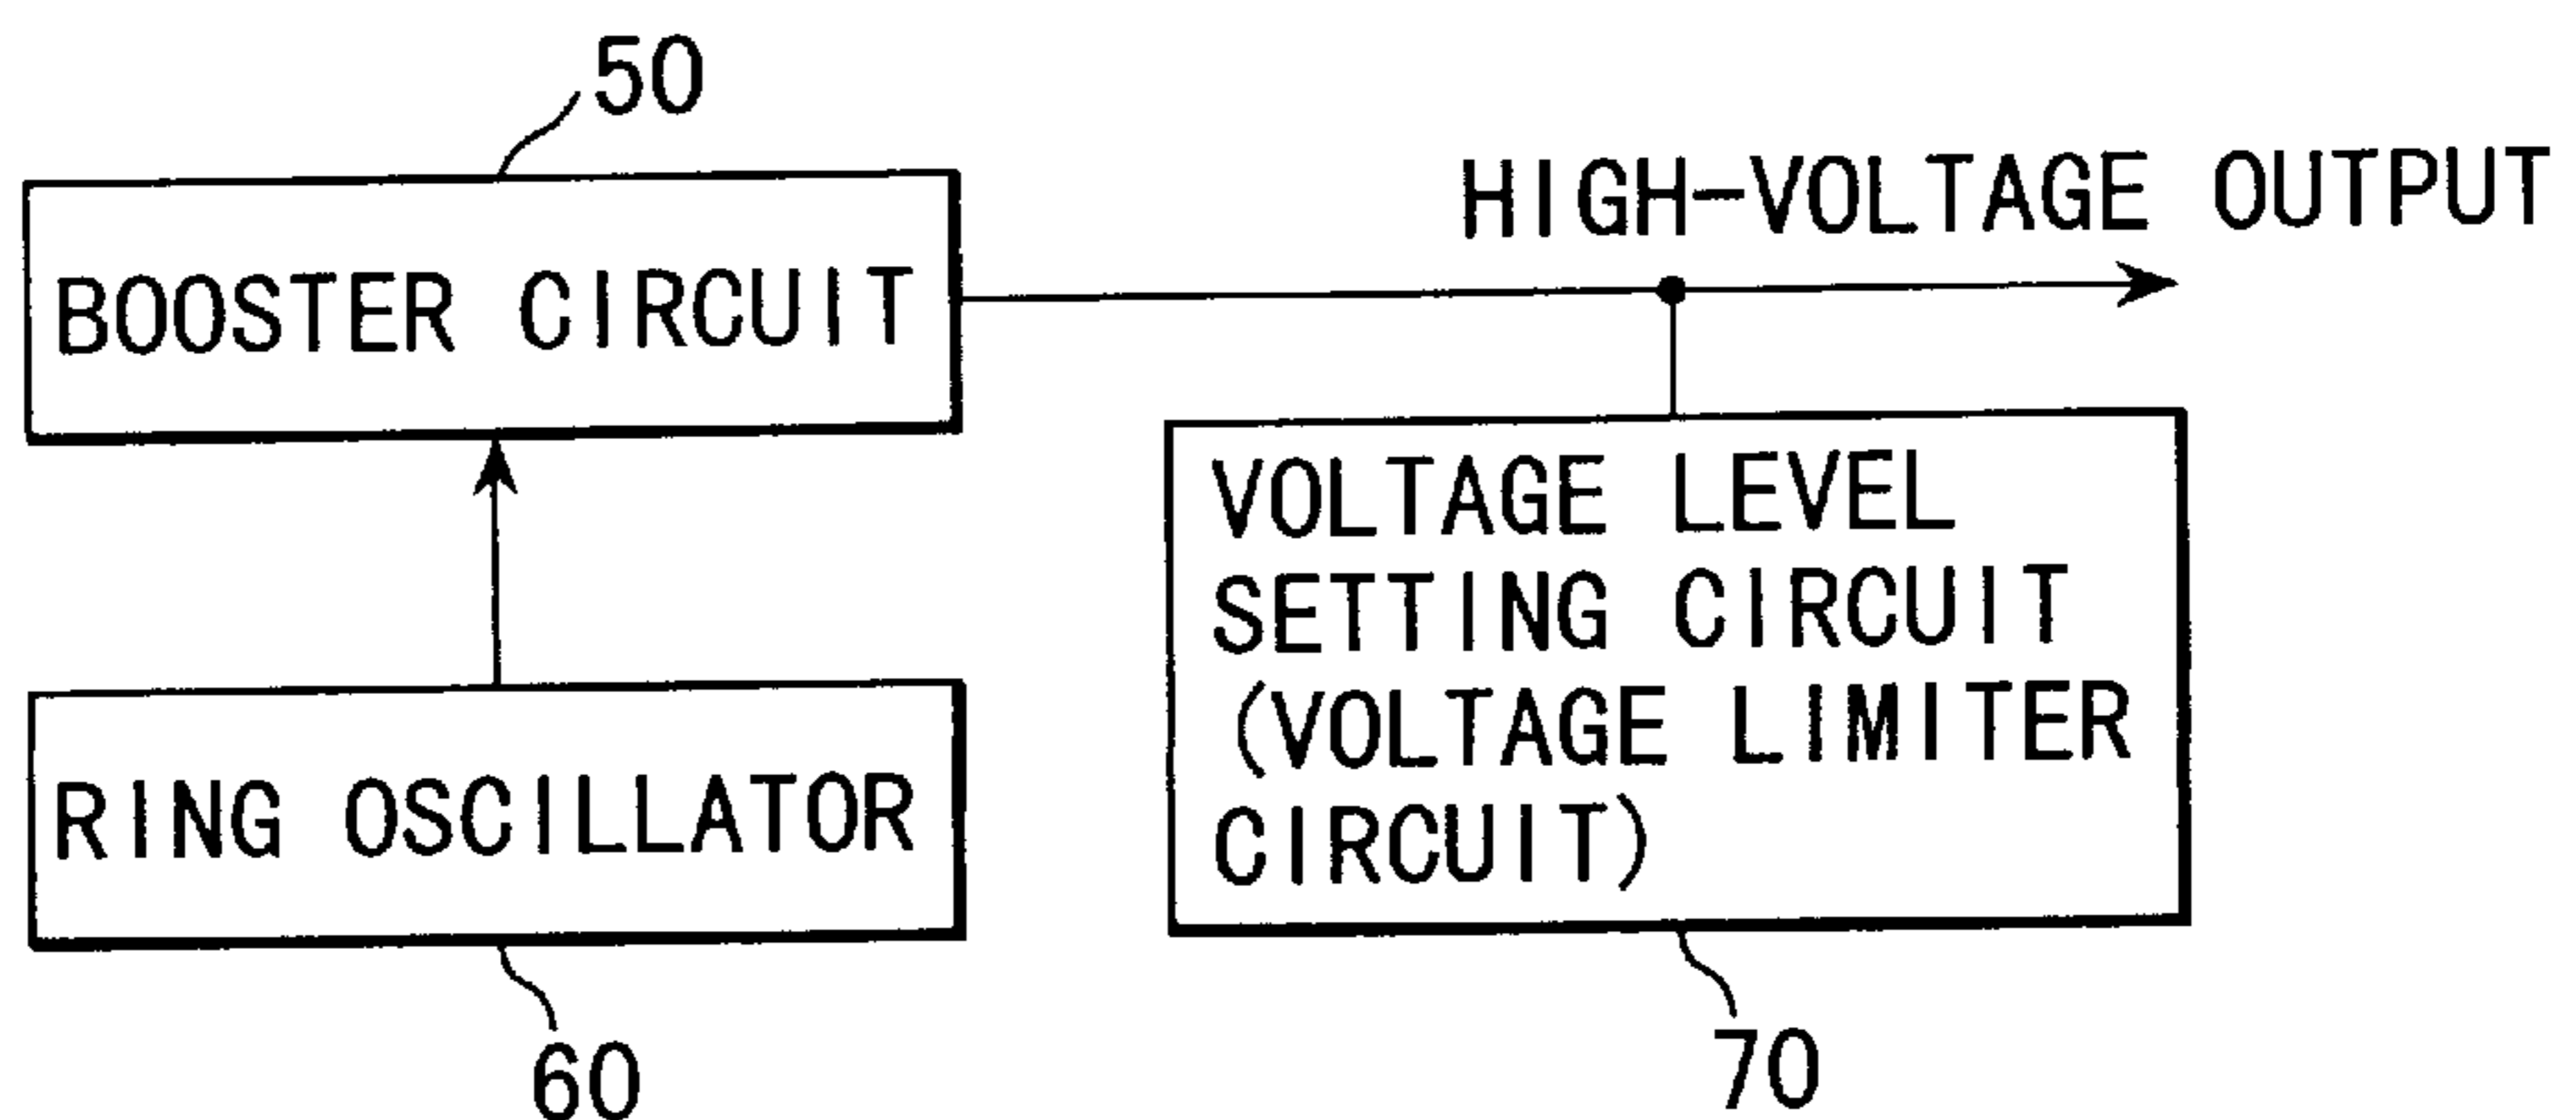 50
HIGH-VOLTAGE OUTPUT
BOOSTER CIRCUIT
VOLTAGE LEVEL
SETTING CIRCUIT
(VOLTAGE LIMITER
CIRCUIT)
RING OSCILLATOR
60
70